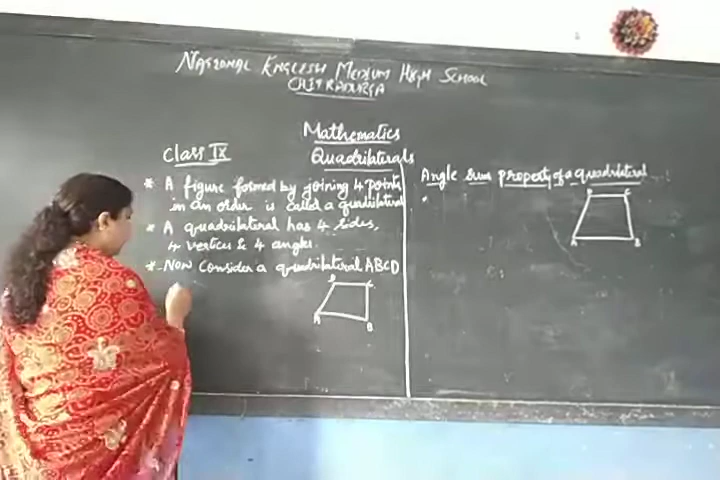 NATIONAL ENGLISH MEDIUM HIGH SCHOOL
CHITRADURGA
Mathematics
Class IX
Quadrilaterals
* A figure formed by joining 4 points
in an order is called a quadrilateral
* A quadrilateral has 4 sides,
4 vertices & 4 angles.
* Now consider a quadrilateral ABCD
D C
A B
Angle sum property of a quadrilateral
D C
A B